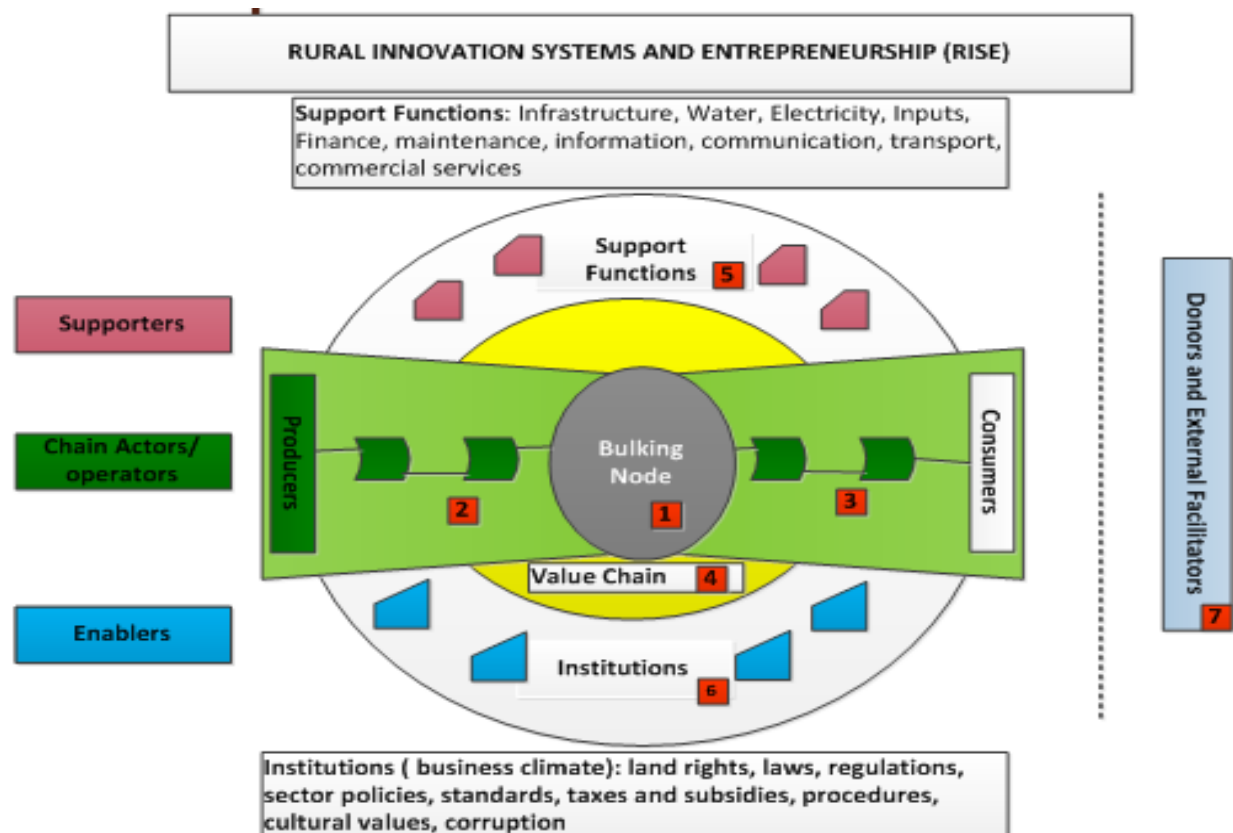 RURAL INNOVATION SYSTEMS AND ENTREPRENEURSHIP (RISE)
Support Functions: Infrastructure, Water, Electricity, Inputs,
Finance, maintenance, information, communication, transport,
commercial services
Support
Functions
5
Supporters
Chain Actors/
operators
Enablers
Producers
2
Bulking
Node
1
3
Consumers
Value Chain
4
Institutions
6
Donors and External Facilitators
7
Institutions ( business climate): land rights, laws, regulations,
sector policies, standards, taxes and subsidies, procedures,
cultural values, corruption